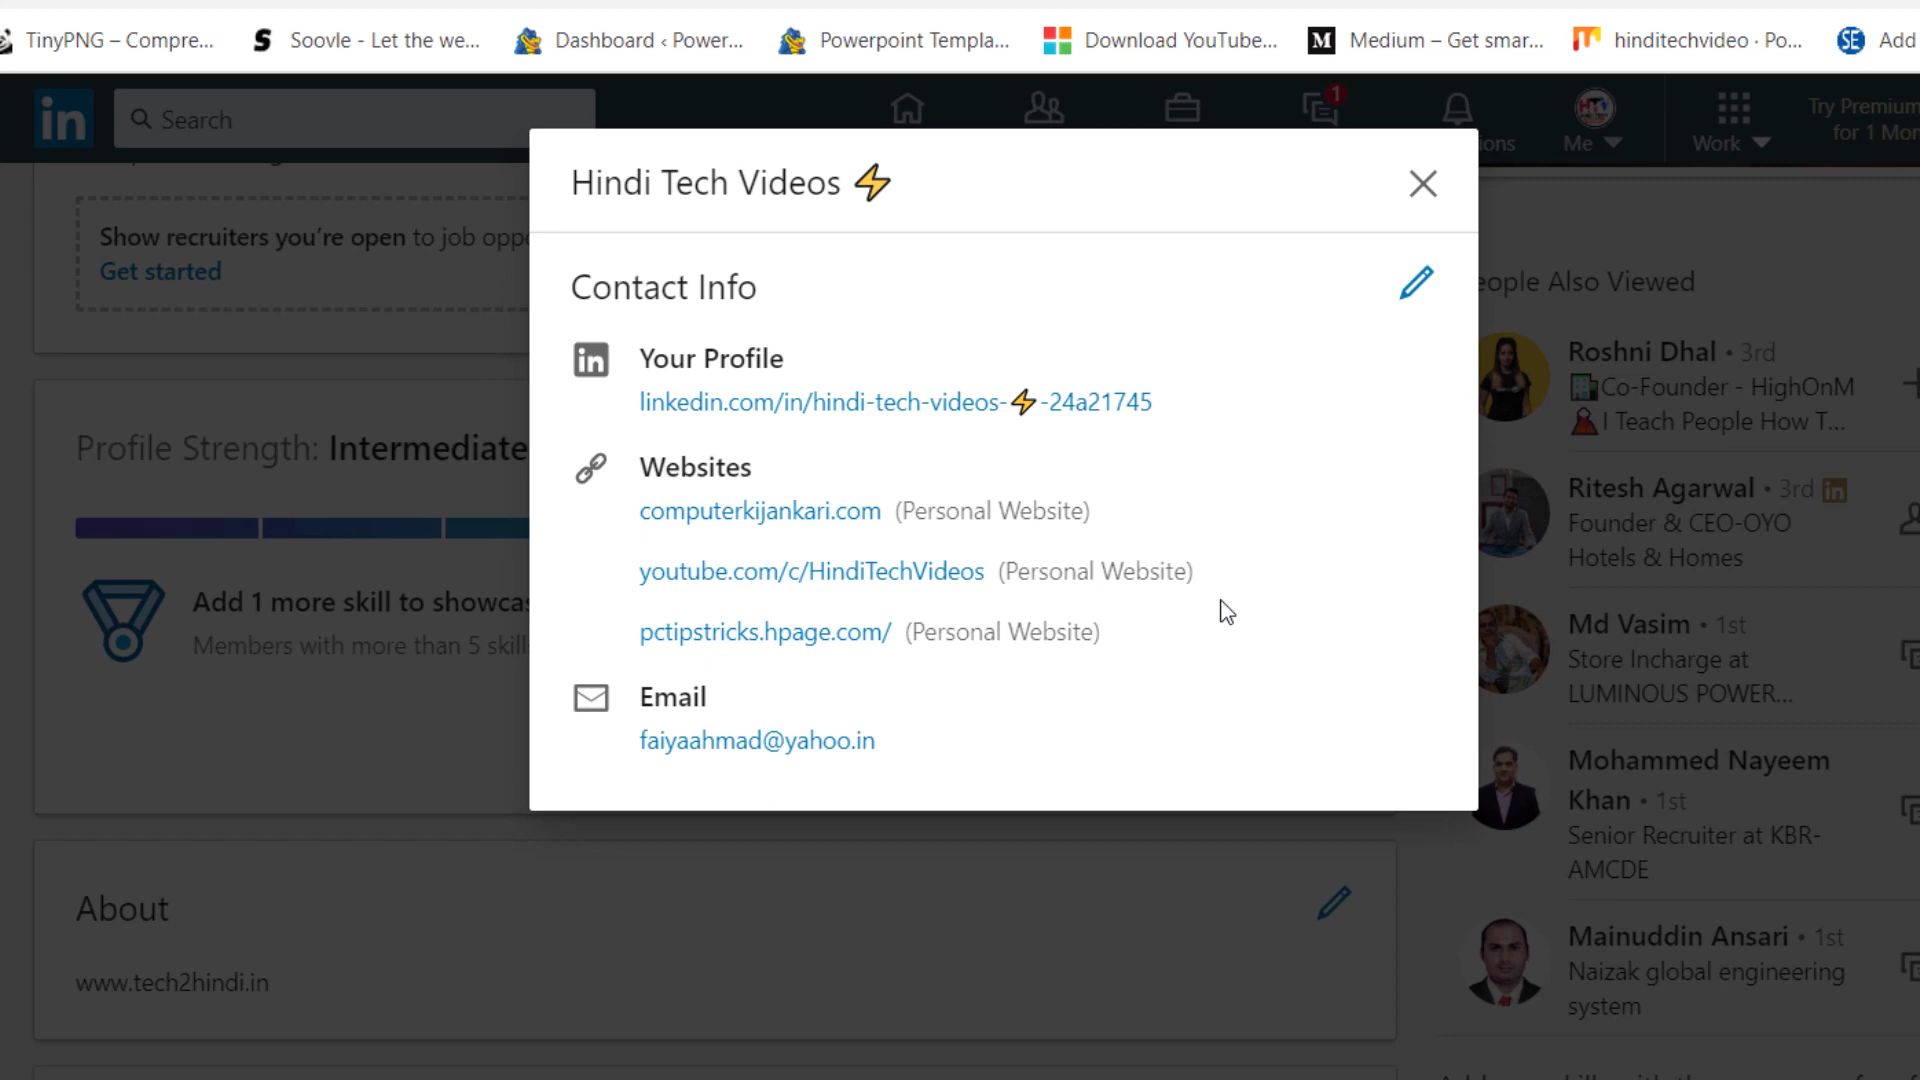 TinyPNG – Compre...
Soovle - Let the we...
Dashboard ‹ Power...
Powerpoint Templa...
Download YouTube...
Medium – Get smar...
hinditechvideo · Po...
Add
Search
1
Me
Work
Try Premium
for 1 Mon
Show recruiters you're open to job oppo
Get started
Profile Strength: Intermediate
Add 1 more skill to showcas
Members with more than 5 skill
About
www.tech2hindi.in
Hindi Tech Videos ⚡
Contact Info
Your Profile
linkedin.com/in/hindi-tech-videos-⚡-24a21745
Websites
computerkijankari.com (Personal Website)
youtube.com/c/HindiTechVideos (Personal Website)
pctipstricks.hpage.com/ (Personal Website)
Email
faiyaahmad@yahoo.in
eople Also Viewed
Roshni Dhal • 3rd
Co-Founder - HighOnM
I Teach People How T...
Ritesh Agarwal • 3rd
Founder & CEO-OYO
Hotels & Homes
Md Vasim • 1st
Store Incharge at
LUMINOUS POWER...
Mohammed Nayeem
Khan • 1st
Senior Recruiter at KBR-
AMCDE
Mainuddin Ansari • 1st
Naizak global engineering
system